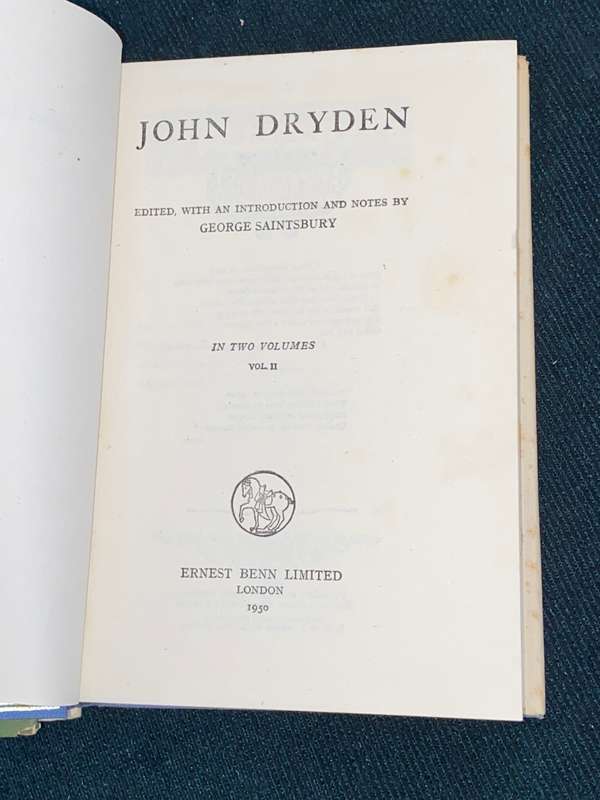 JOHN DRYDEN
EDITED, WITH AN INTRODUCTION AND NOTES BY
GEORGE SAINTSBURY
IN TWO VOLUMES
VOL. II
ERNEST BENN LIMITED
LONDON
1950